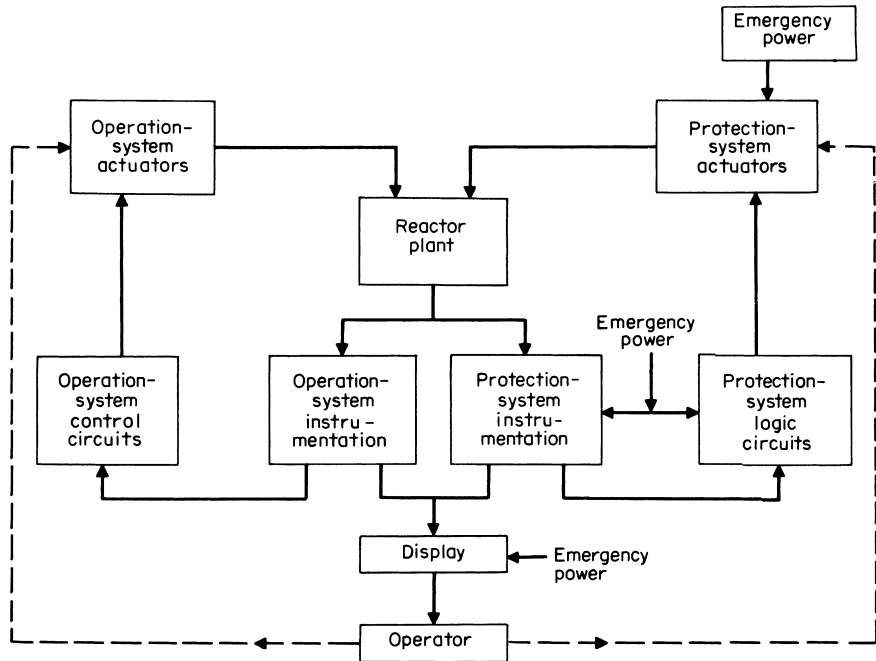 Emergency
power
Operation-
system
actuators
Protection-
system
actuators
Reactor
plant
Emergency
power
Operation-
system
control
circuits
Operation-
system
instru-
mentation
Protection-
system
instru-
mentation
Protection-
system
logic
circuits
Display
Emergency
power
Operator